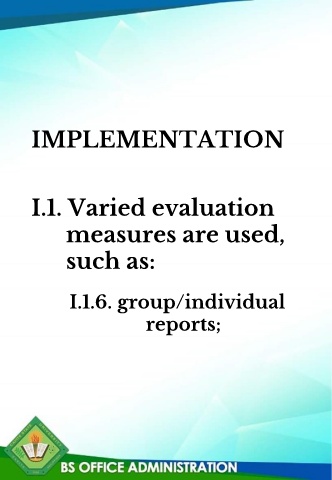 IMPLEMENTATION
I.1. Varied evaluation
measures are used,
such as:
I.1.6. group/individual
reports;
BS OFFICE ADMINISTRATION